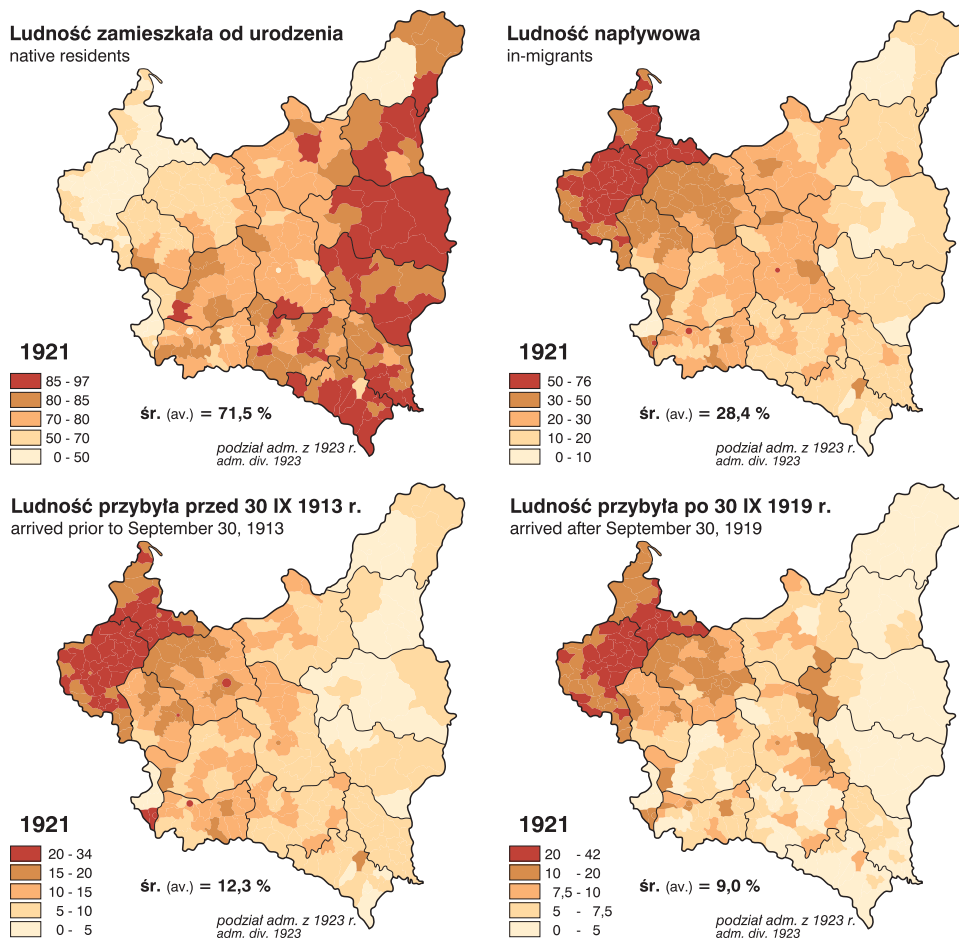 Ludność zamieszkała od urodzenia
native residents
1921
85 - 97
80 - 85
70 - 80
50 - 70
0 - 50
śr. (av.) = 71,5 %
podział adm. z 1923 r.
adm. div. 1923
Ludność napływowa
in-migrants
1921
50 - 76
30 - 50
20 - 30
10 - 20
0 - 10
śr. (av.) = 28,4 %
podział adm. z 1923 r.
adm. div. 1923
Ludność przybyła przed 30 IX 1913 r.
arrived prior to September 30, 1913
1921
20 - 34
15 - 20
10 - 15
5 - 10
0 - 5
śr. (av.) = 12,3 %
podział adm. z 1923 r.
adm. div. 1923
Ludność przybyła po 30 IX 1919 r.
arrived after September 30, 1919
1921
20 - 42
10 - 20
7,5 - 10
5 - 7,5
0 - 5
śr. (av.) = 9,0 %
podział adm. z 1923 r.
adm. div. 1923